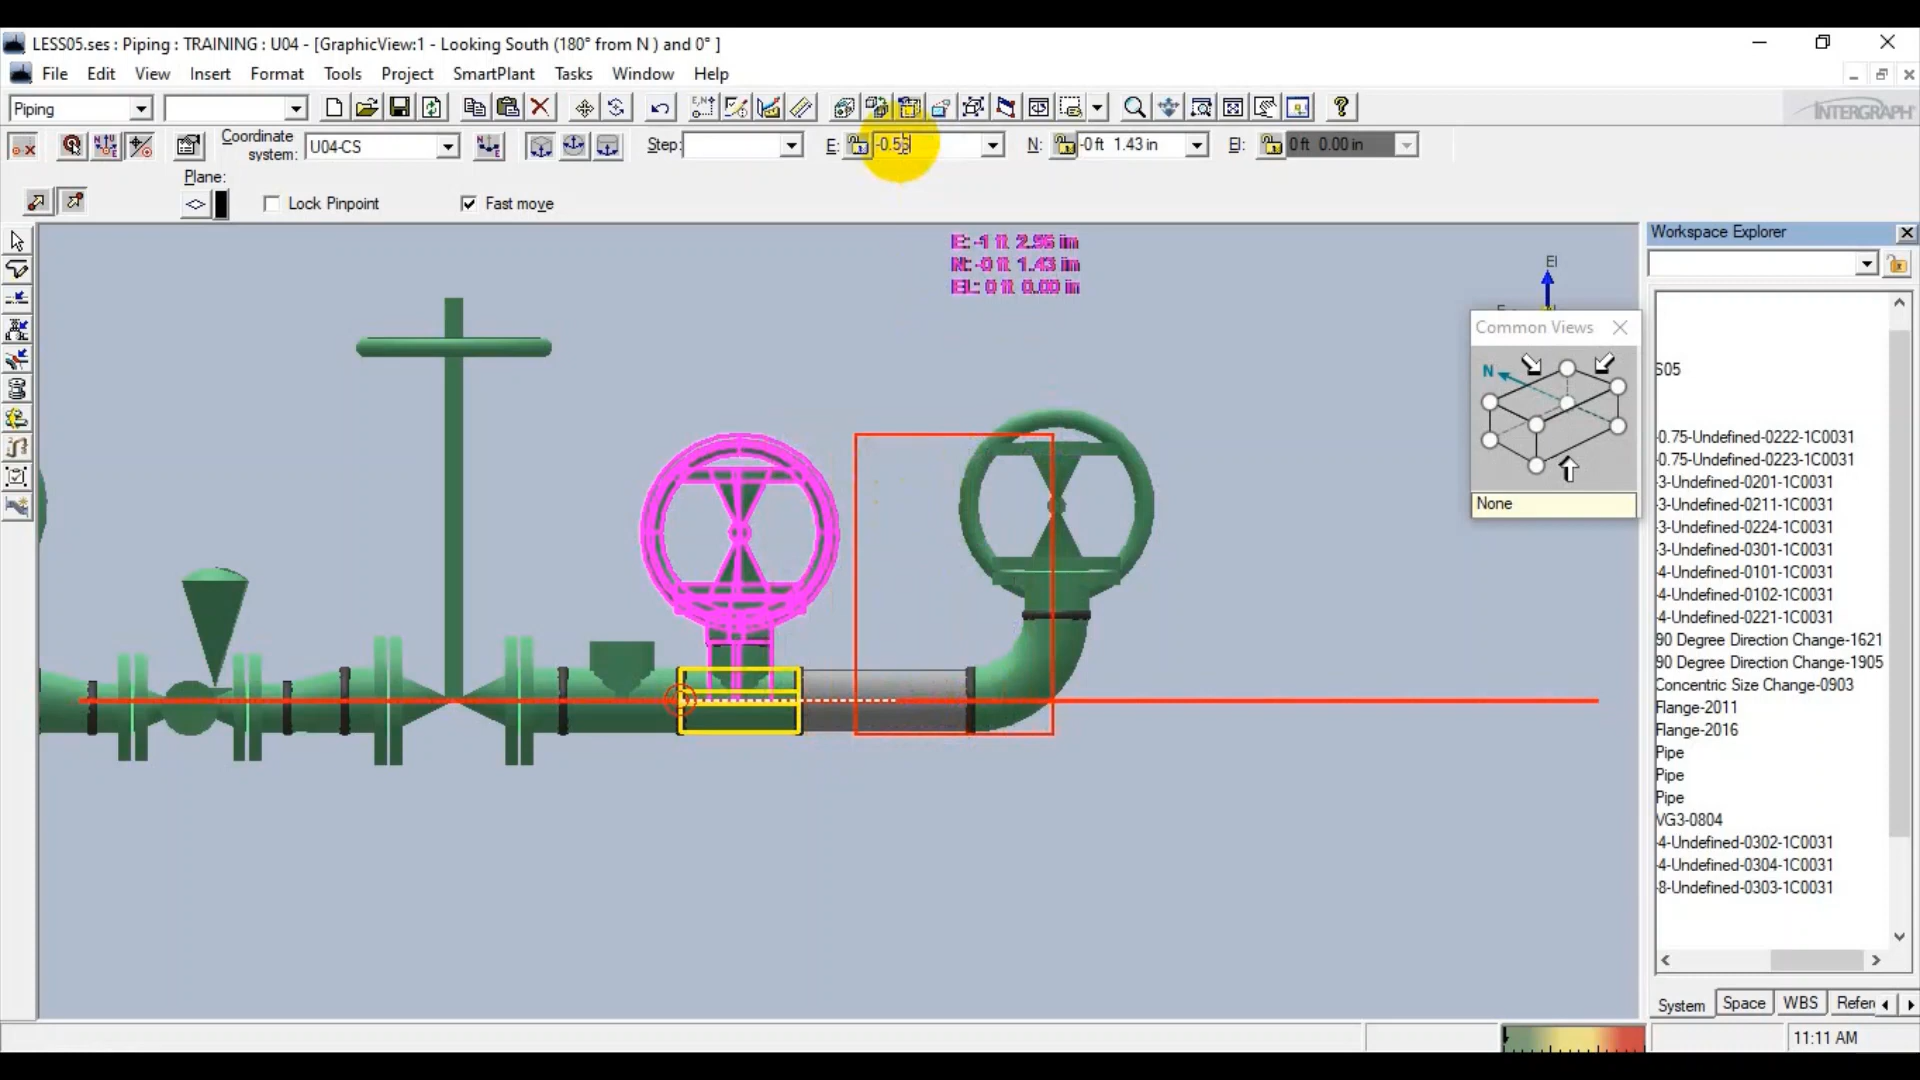 LESS05.ses : Piping : TRAINING : U04 - [GraphicView:1 - Looking South (180° from N ) and 0° ]
File Edit View Insert Format Tools Project SmartPlant Tasks Window Help
Piping
INTERGRAPH
Coordinate system: U04-CS Step: E: -0.55 N: -0 ft 1.43 in El: 0 ft 0.00 in
Plane:
Lock Pinpoint Fast move
Workspace Explorer
E: -1 ft 2.96 in
N: -0 ft 1.43 in
EL: 0 ft 0.00 in
El
Common Views
N
None
S05
-0.75-Undefined-0222-1C0031
-0.75-Undefined-0223-1C0031
-3-Undefined-0201-1C0031
-3-Undefined-0211-1C0031
-3-Undefined-0224-1C0031
-3-Undefined-0301-1C0031
-4-Undefined-0101-1C0031
-4-Undefined-0102-1C0031
-4-Undefined-0221-1C0031
90 Degree Direction Change-1621
90 Degree Direction Change-1905
Concentric Size Change-0903
Flange-2011
Flange-2016
Pipe
Pipe
Pipe
VG3-0804
-4-Undefined-0302-1C0031
-4-Undefined-0304-1C0031
-8-Undefined-0303-1C0031
System Space WBS Referen
11:11 AM